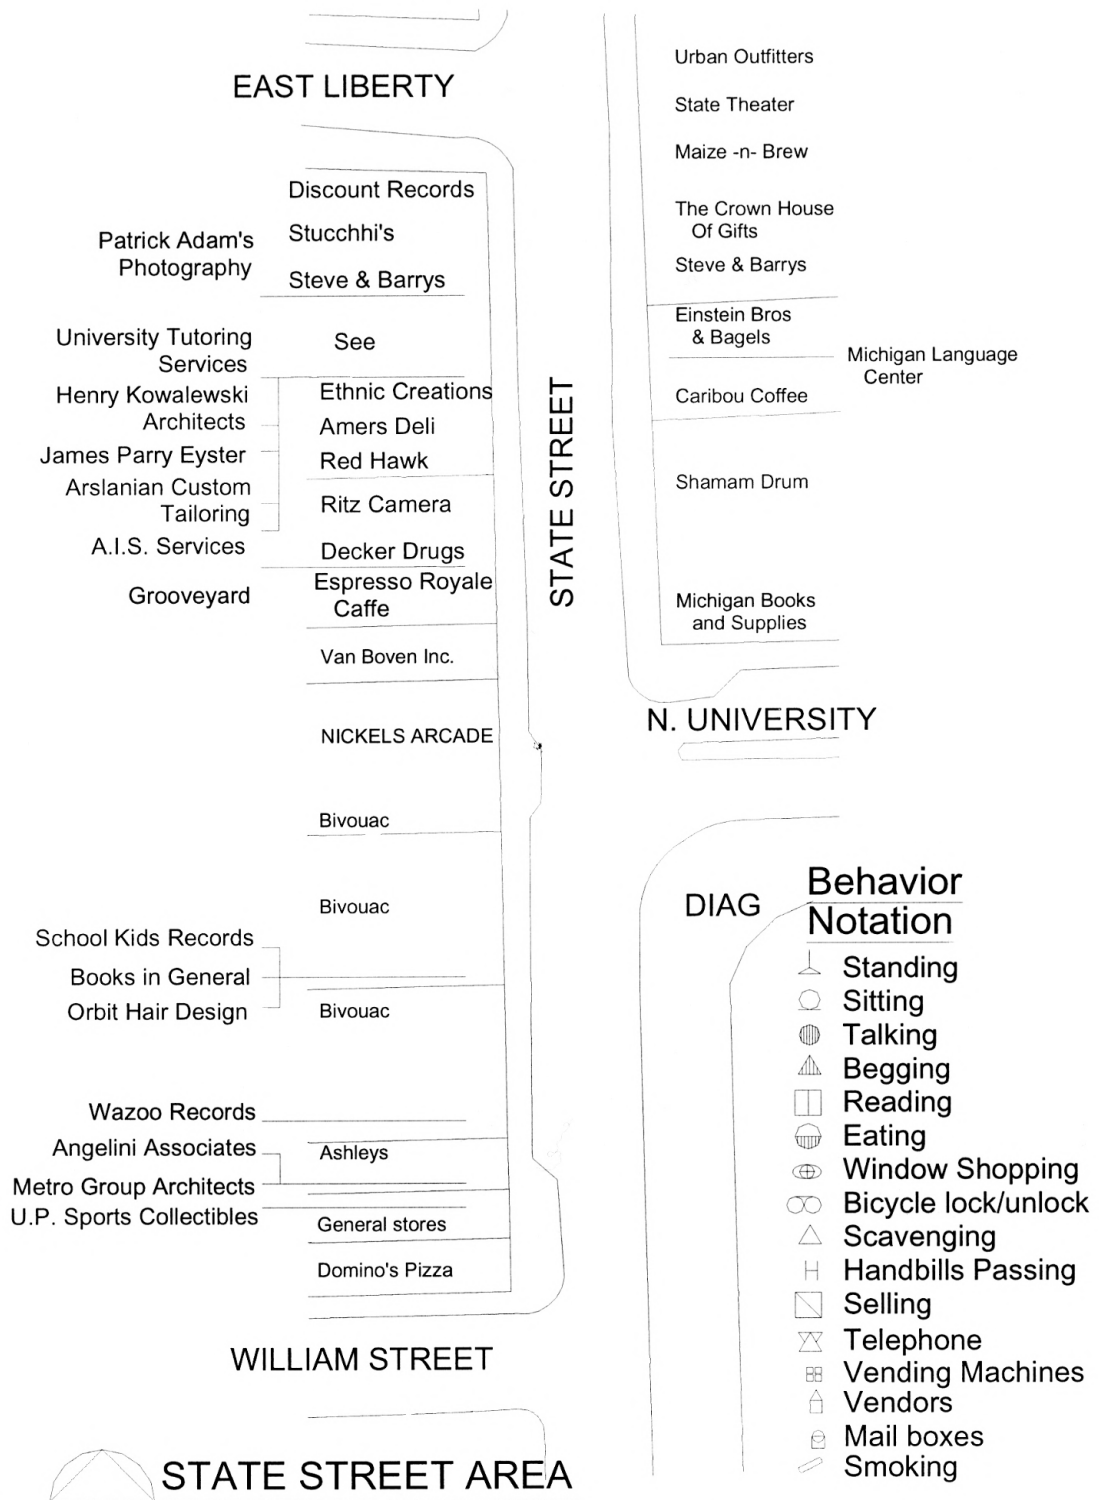 EAST LIBERTY
Discount Records
Stucchhi's
Steve & Barrys
Patrick Adam's
Photography
University Tutoring
Services
See
Henry Kowalewski
Architects
Ethnic Creations
Amers Deli
James Parry Eyster
Red Hawk
Arslanian Custom
Tailoring
Ritz Camera
A.I.S. Services
Decker Drugs
Grooveyard
Espresso Royale
Caffe
Van Boven Inc.
NICKELS ARCADE
Bivouac
Bivouac
School Kids Records
Books in General
Orbit Hair Design
Bivouac
Wazoo Records
Angelini Associates
Ashleys
Metro Group Architects
U.P. Sports Collectibles
General stores
Domino's Pizza
WILLIAM STREET
STATE STREET AREA
STATE STREET
Urban Outfitters
State Theater
Maize -n- Brew
The Crown House
Of Gifts
Steve & Barrys
Einstein Bros
& Bagels
Michigan Language
Center
Caribou Coffee
Shamam Drum
Michigan Books
and Supplies
N. UNIVERSITY
DIAG
Behavior
Notation
Standing
Sitting
Talking
Begging
Reading
Eating
Window Shopping
Bicycle lock/unlock
Scavenging
Handbills Passing
Selling
Telephone
Vending Machines
Vendors
Mail boxes
Smoking